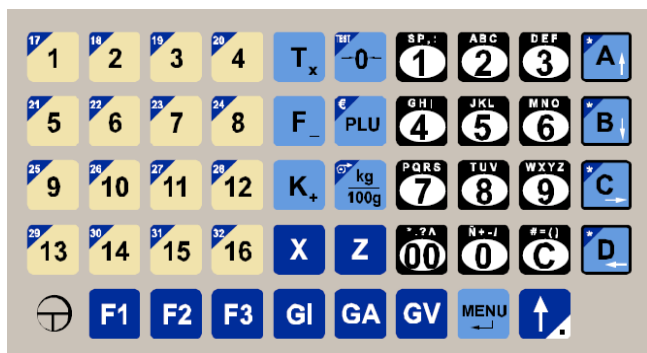 17 18 19 20 TEST SP,: ABC DEF *
1 2 3 4 Tx -0- 1 2 3 A
21 22 23 24 € GHI JKL MNO *
5 6 7 8 F_ PLU 4 5 6 B
25 26 27 28 PQRS TUV WXYZ *
9 10 11 12 K+ kg/100g 7 8 9 C
29 30 31 32 *.?Λ Ñ+-/ #=() *
13 14 15 16 X Z 00 0 C D
F1 F2 F3 GI GA GV MENU .